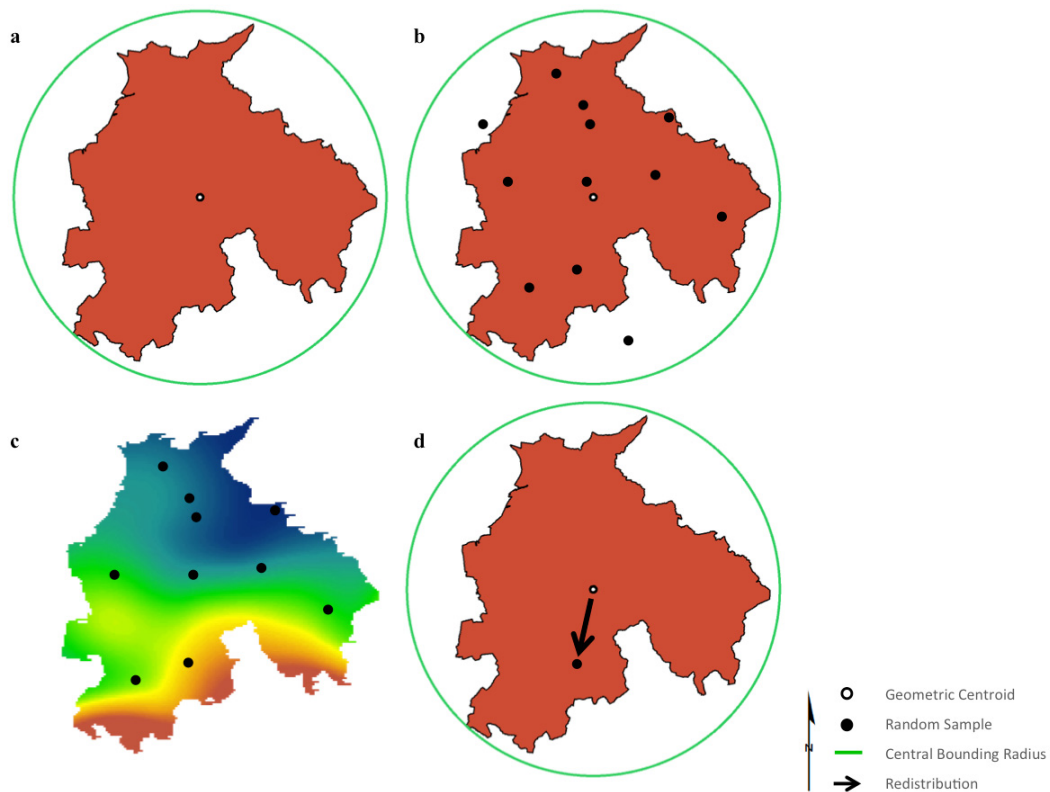 a
b
c
d
Geometric Centroid
Random Sample
Central Bounding Radius
N
Redistribution